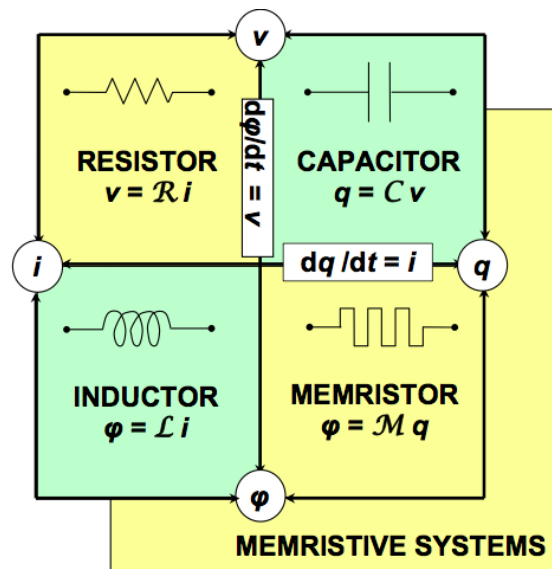 v
RESISTOR
v = R i
dφ/dt = v
CAPACITOR
q = C v
i
dq /dt = i
q
INDUCTOR
φ = L i
MEMRISTOR
φ = M q
φ
MEMRISTIVE SYSTEMS